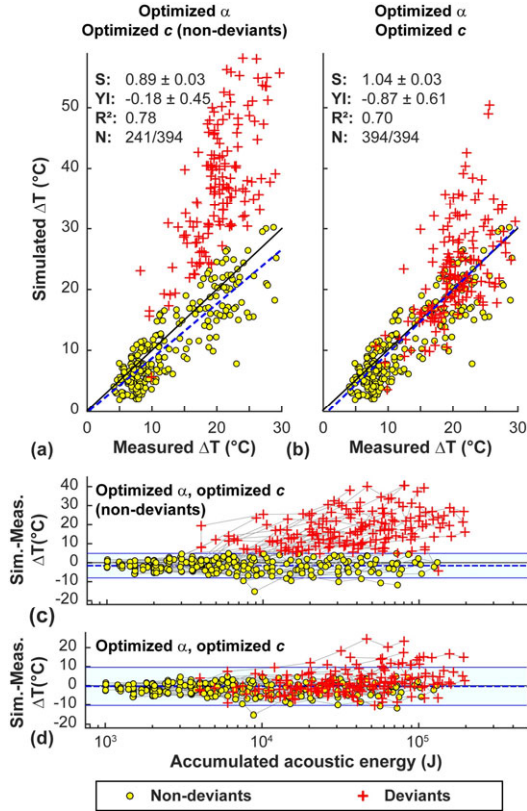 Optimized α
Optimized c (non-deviants)
S: 0.89 ± 0.03
YI: -0.18 ± 0.45
R²: 0.78
N: 241/394
Simulated ΔT (°C)
50
40
30
20
10
0
0 10 20 30
(a) Measured ΔT (°C)
Optimized α
Optimized c
S: 1.04 ± 0.03
YI: -0.87 ± 0.61
R²: 0.70
N: 394/394
0
0 10 20 30
(b) Measured ΔT (°C)
Optimized α, optimized c
(non-deviants)
Sim.-Meas.
ΔT(°C)
40
30
20
10
0
-10
20
(c)
Optimized α, optimized c
Sim.-Meas.
ΔT(°C)
20
10
0
-10
-20
(d)
10³ 10⁴ 10⁵
Accumulated acoustic energy (J)
Non-deviants Deviants